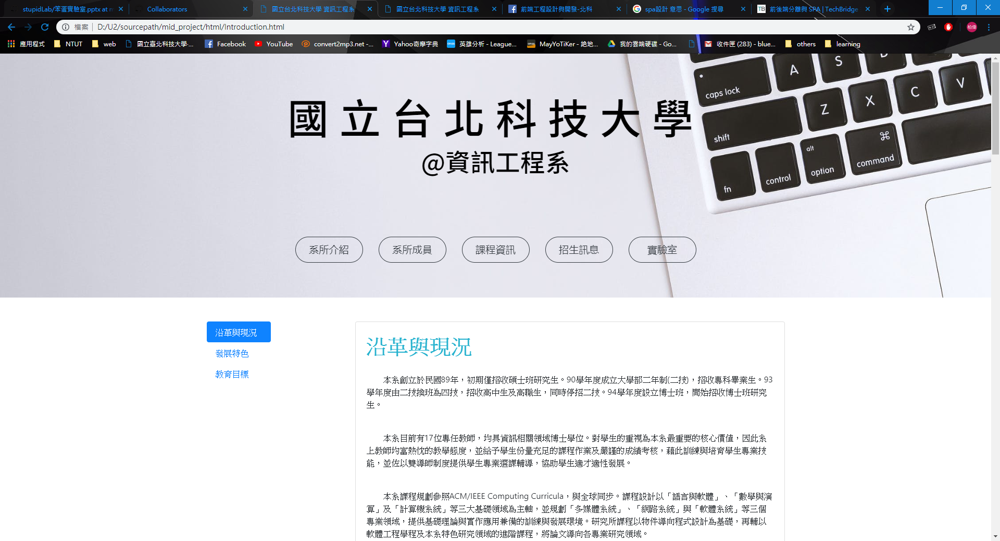 stupidLab/笨蛋實驗室.pptx at m
Collaborators
國立台北科技大學 資訊工程系
國立台北科技大學 資訊工程系
前端工程設計與開發-北科
spa設計 意思 - Google 搜尋
前後端分離與 SPA | TechBridge
檔案 D:/U2/sourcepath/mid_project/html/Introduction.html
柏偉
應用程式
NTUT
web
國立臺北科技大學-...
Facebook
YouTube
convert2mp3.net -...
Yahoo奇摩字典
英雄分析 - League...
MayYoTiKer - 絕地...
我的雲端硬碟 - Go...
收件匣 (283) - blue...
others
learning
國立台北科技大學
@資訊工程系
A
S
D
caps lock
Z
X
C
V
shift
fn
control
alt
option
⌘
command
系所介紹
系所成員
課程資訊
招生訊息
實驗室
沿革與現況
發展特色
教育目標
沿革與現況
本系創立於民國89年，初期僅招收碩士班研究生。90學年度成立大學部二年制(二技)，招收專科畢業生。93
學年度由二技換班為四技，招收高中生及高職生，同時停招二技。94學年度設立博士班，開始招收博士班研究
生。
本系目前有17位專任教師，均具資訊相關領域博士學位。對學生的重視為本系最重要的核心價值，因此系
上教師均富熱忱的教學態度，並給予學生份量充足的課程作業及嚴謹的成績考核，藉此訓練與培育學生專業技
能，並佐以雙導師制度提供學生專業選課輔導，協助學生適才適性發展。
本系課程規劃參照ACM/IEEE Computing Curricula，與全球同步。課程設計以「語言與軟體」、「數學與演
算」及「計算機系統」等三大基礎領域為主軸，並規劃「多媒體系統」、「網路系統」與「軟體系統」等三個
專業領域，提供基礎理論與實作應用兼備的訓練與發展環境。研究所課程以物件導向程式設計為基礎，再輔以
軟體工程學程及本系特色研究領域的進階課程，將論文導向各專業研究領域。